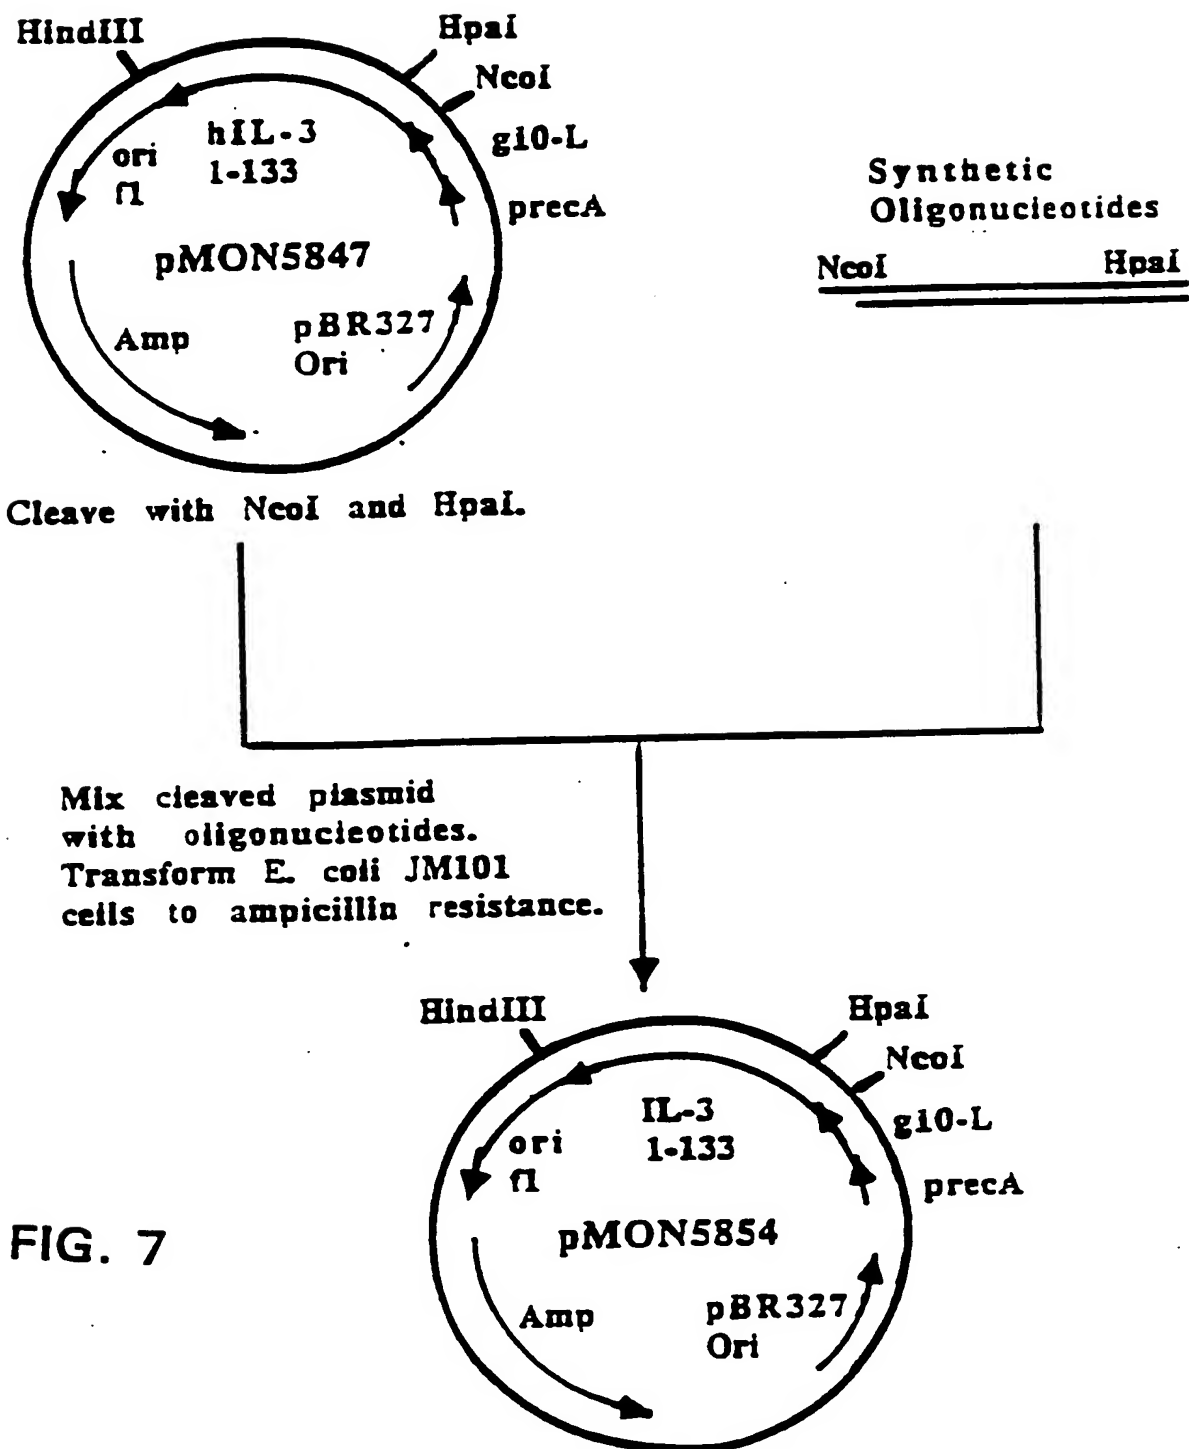 HindIII
HpaI
NcoI
g10-L
precA
hIL-3
1-133
ori
f1
pMON5847
Amp
pBR327
Ori
Synthetic
Oligonucleotides
NcoI HpaI
Cleave with NcoI and HpaI.
Mix cleaved plasmid
with oligonucleotides.
Transform E. coli JM101
cells to ampicillin resistance.
HindIII
HpaI
NcoI
g10-L
precA
IL-3
1-133
ori
f1
pMON5854
Amp
pBR327
Ori
FIG. 7